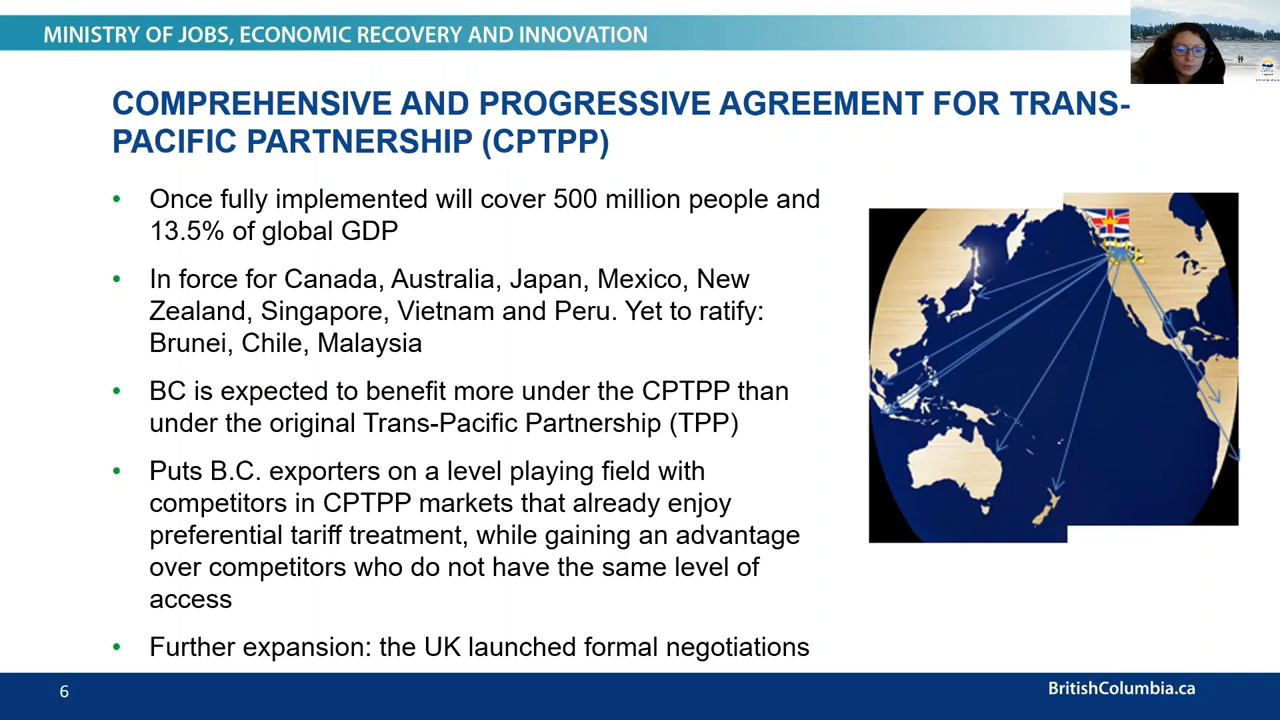 MINISTRY OF JOBS, ECONOMIC RECOVERY AND INNOVATION
COMPREHENSIVE AND PROGRESSIVE AGREEMENT FOR TRANS-
PACIFIC PARTNERSHIP (CPTPP)
• Once fully implemented will cover 500 million people and
13.5% of global GDP
• In force for Canada, Australia, Japan, Mexico, New
Zealand, Singapore, Vietnam and Peru. Yet to ratify:
Brunei, Chile, Malaysia
• BC is expected to benefit more under the CPTPP than
under the original Trans-Pacific Partnership (TPP)
• Puts B.C. exporters on a level playing field with
competitors in CPTPP markets that already enjoy
preferential tariff treatment, while gaining an advantage
over competitors who do not have the same level of
access
• Further expansion: the UK launched formal negotiations
6
BritishColumbia.ca